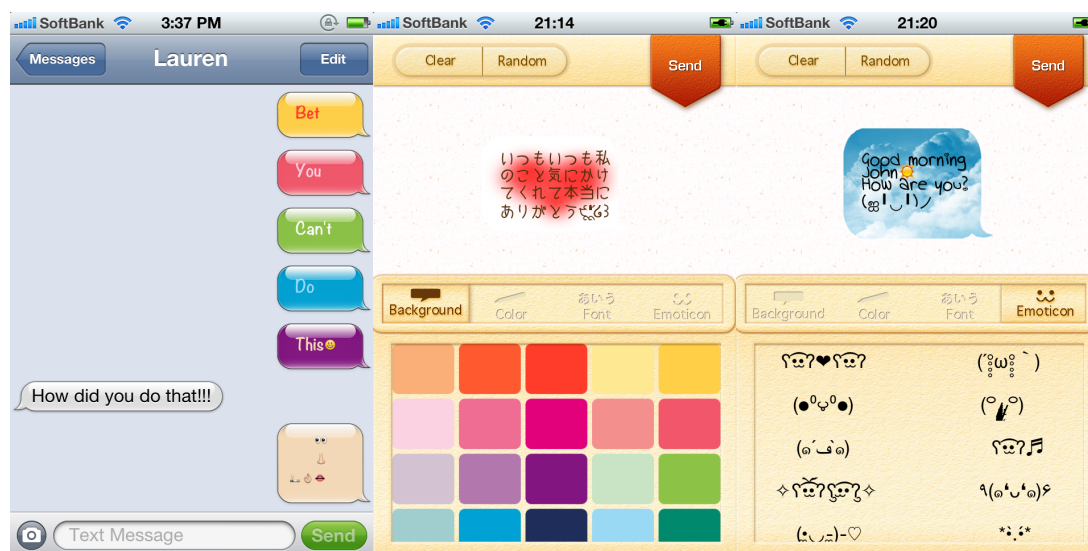 SoftBank 3:37 PM
Messages Lauren Edit
Bet
You
Can't
Do
This
How did you do that!!!
Text Message Send
SoftBank 21:14
Clear Random Send
いつもいつも私
のこと気にかけ
てくれて本当に
ありがとう
Background Color あいう Font Emoticon
SoftBank 21:20
Clear Random Send
Good morning
John
How are you?
Background Color あいう Font Emoticon